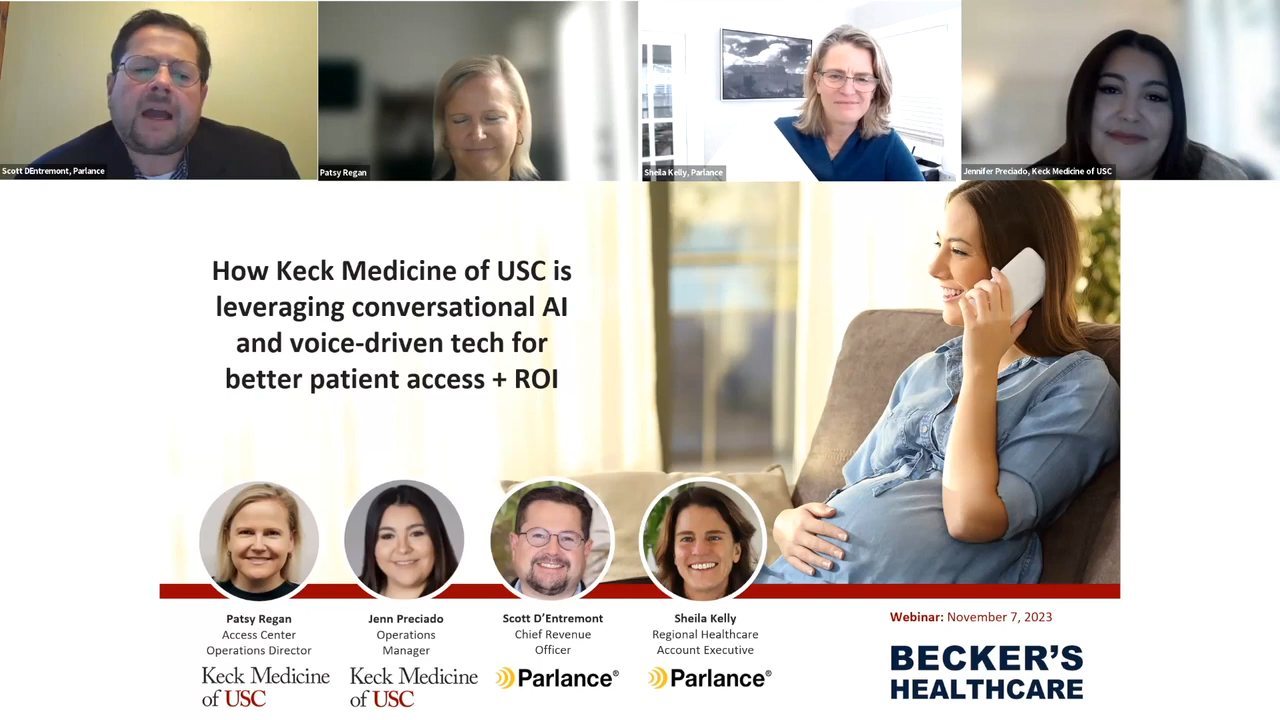 Scott DEntremont, Parlance
Patsy Regan
Sheila Kelly, Parlance
Jennifer Preciado, Keck Medicine of USC
How Keck Medicine of USC is
leveraging conversational AI
and voice-driven tech for
better patient access + ROI
Patsy Regan
Access Center
Operations Director
Keck Medicine
of USC
Jenn Preciado
Operations
Manager
Keck Medicine
of USC
Scott D’Entremont
Chief Revenue
Officer
Parlance®
Sheila Kelly
Regional Healthcare
Account Executive
Parlance®
Webinar: November 7, 2023
BECKER’S
HEALTHCARE